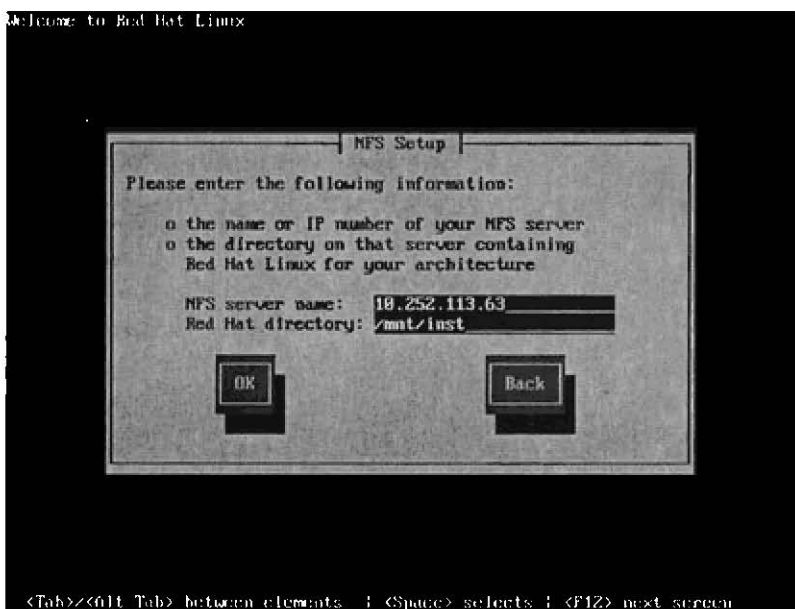 Welcome to Red Hat Linux
NFS Setup
Please enter the following information:
o the name or IP number of your NFS server
o the directory on that server containing
Red Hat Linux for your architecture
NFS server name: 10.252.113.63
Red Hat directory: /mnt/inst
OK
Back
<Tab>/<Alt Tab> between elements | <Space> selects | <F12> next screen